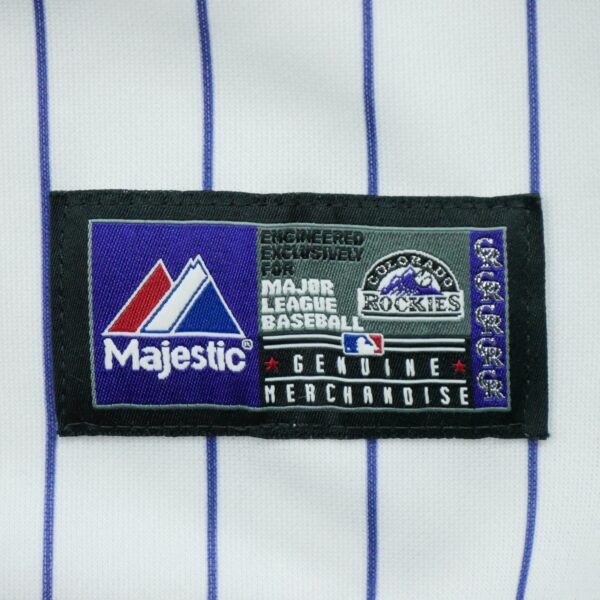 Majestic®
ENGINEERED
EXCLUSIVELY
FOR
MAJOR
LEAGUE
BASEBALL
COLORADO
ROCKIES
GENUINE
MERCHANDISE
CR
CR
CR
CR
CR